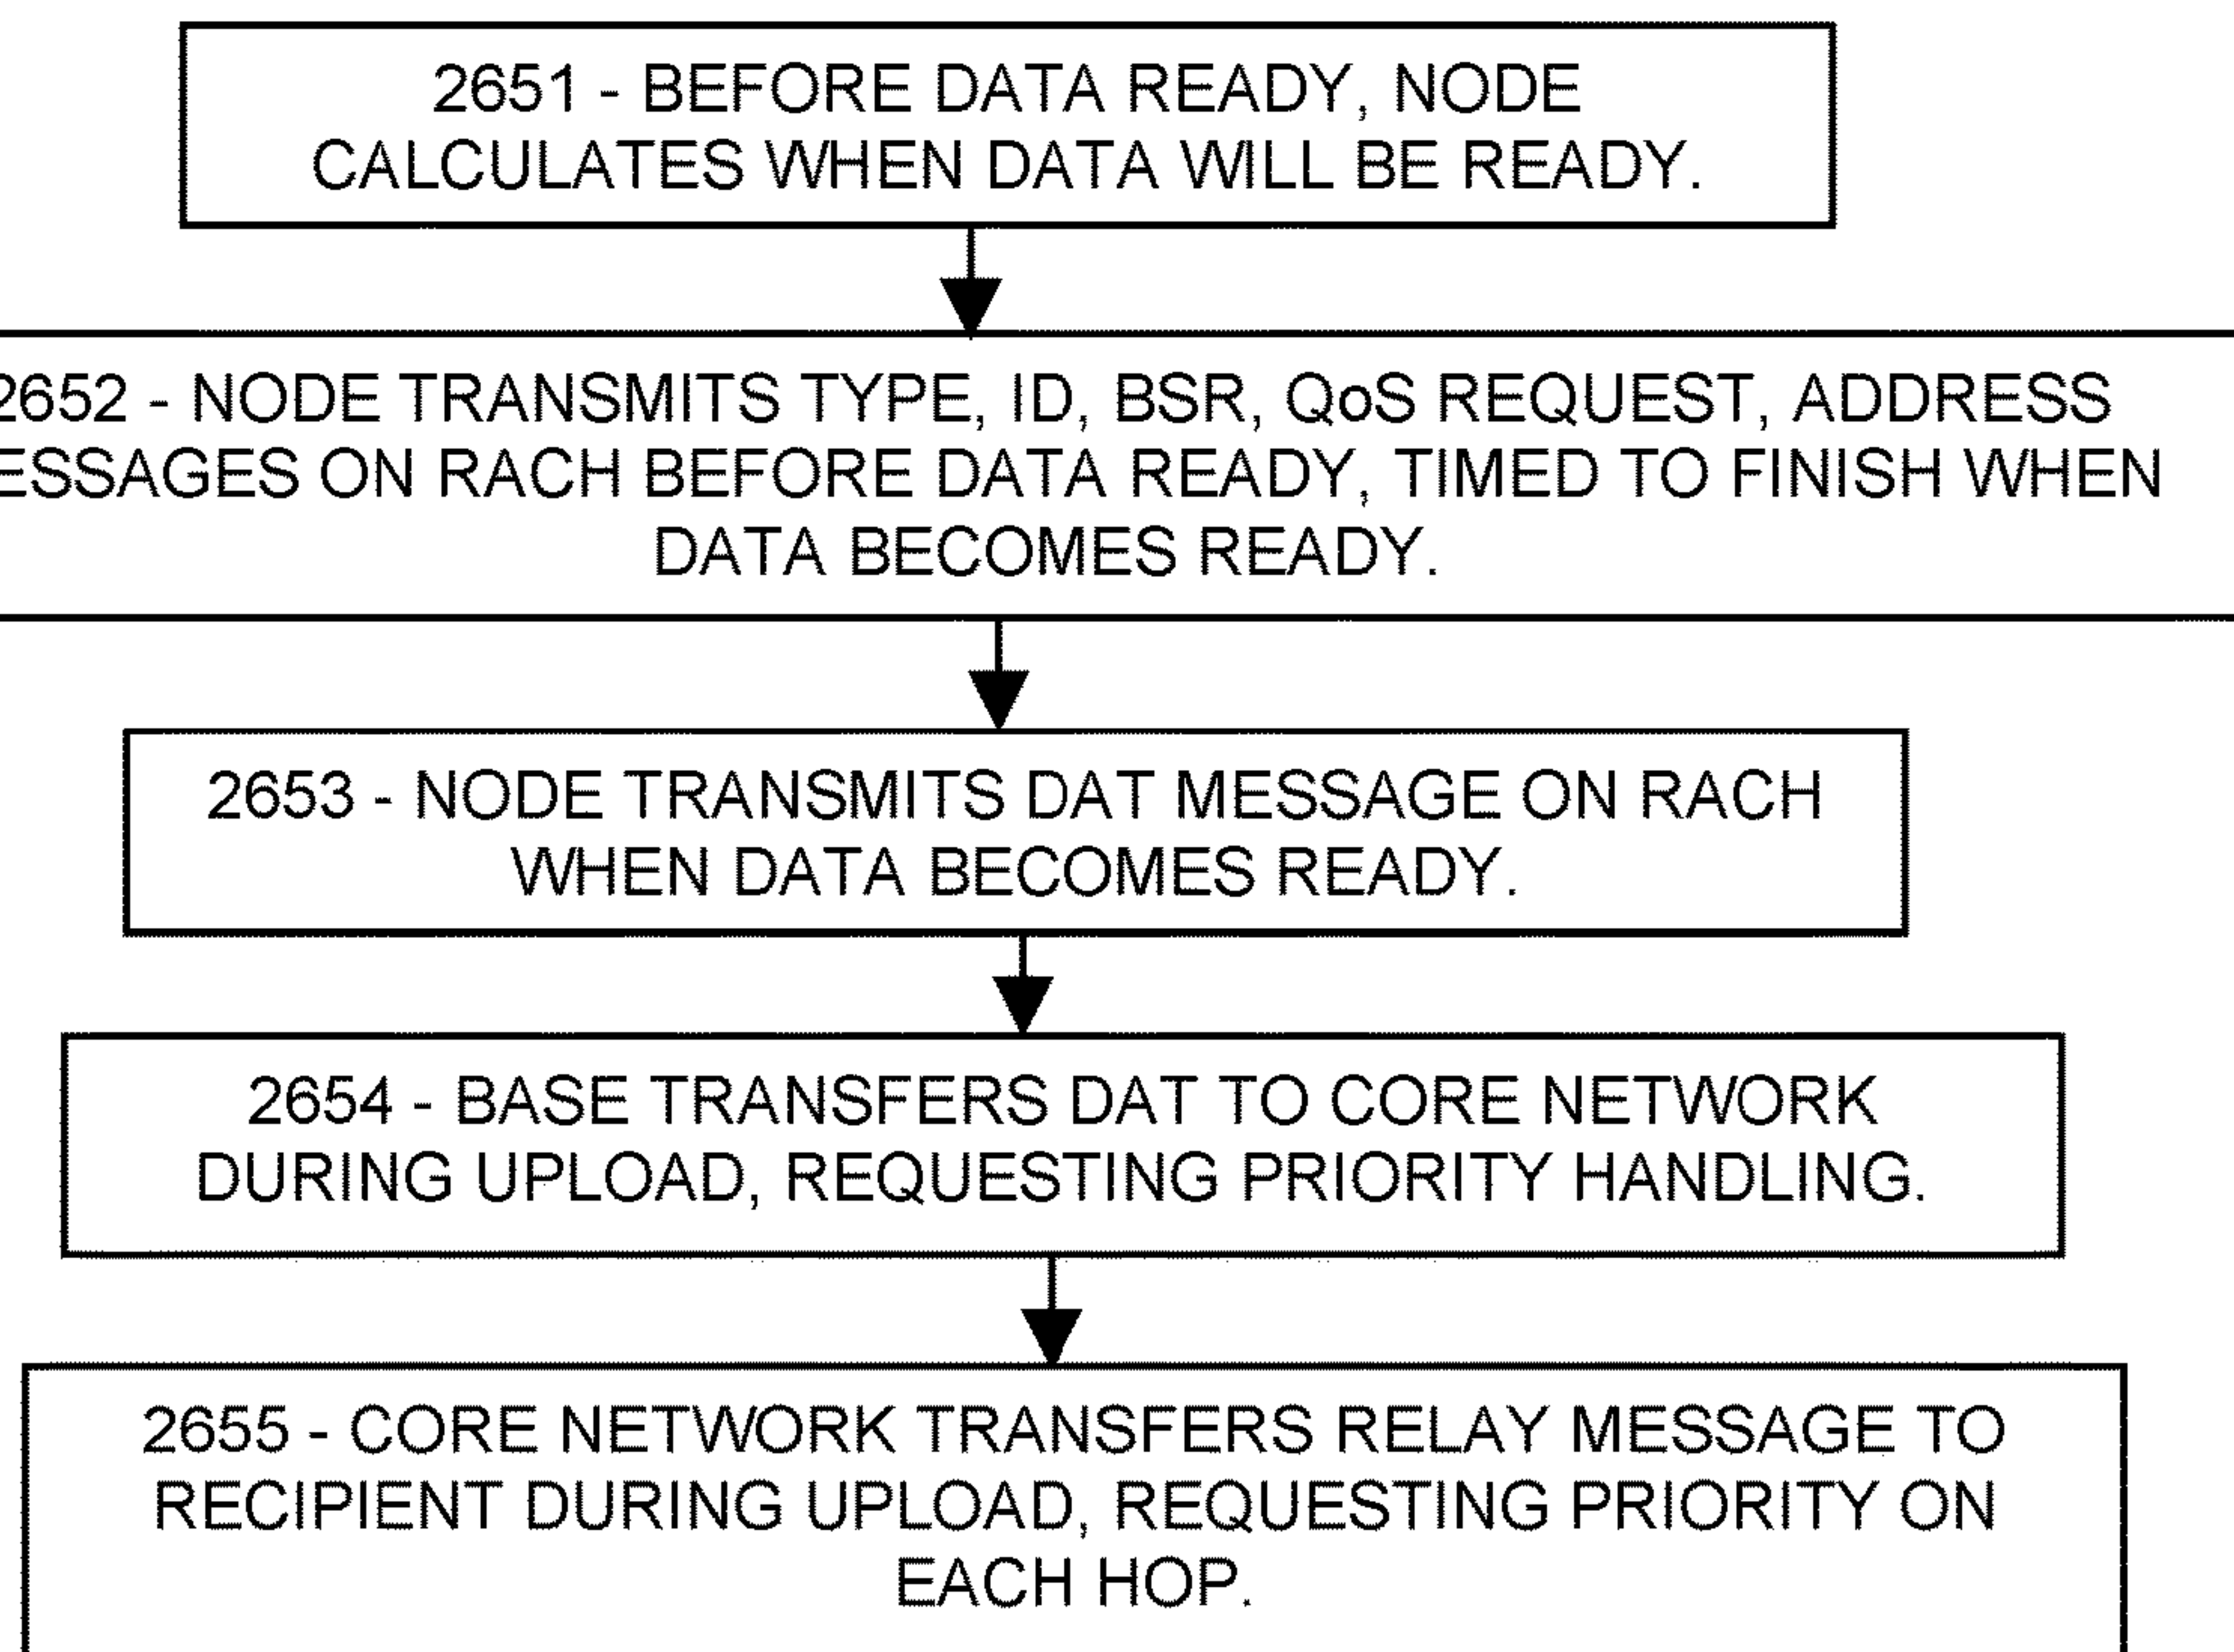 2651 - BEFORE DATA READY, NODE
CALCULATES WHEN DATA WILL BE READY.
2652 - NODE TRANSMITS TYPE, ID, BSR, QoS REQUEST, ADDRESS
ESSAGES ON RACH BEFORE DATA READY, TIMED TO FINISH WHEN
DATA BECOMES READY.
2653 - NODE TRANSMITS DAT MESSAGE ON RACH
WHEN DATA BECOMES READY.
2654 - BASE TRANSFERS DAT TO CORE NETWORK
DURING UPLOAD, REQUESTING PRIORITY HANDLING.
2655 - CORE NETWORK TRANSFERS RELAY MESSAGE TO
RECIPIENT DURING UPLOAD, REQUESTING PRIORITY ON
EACH HOP.